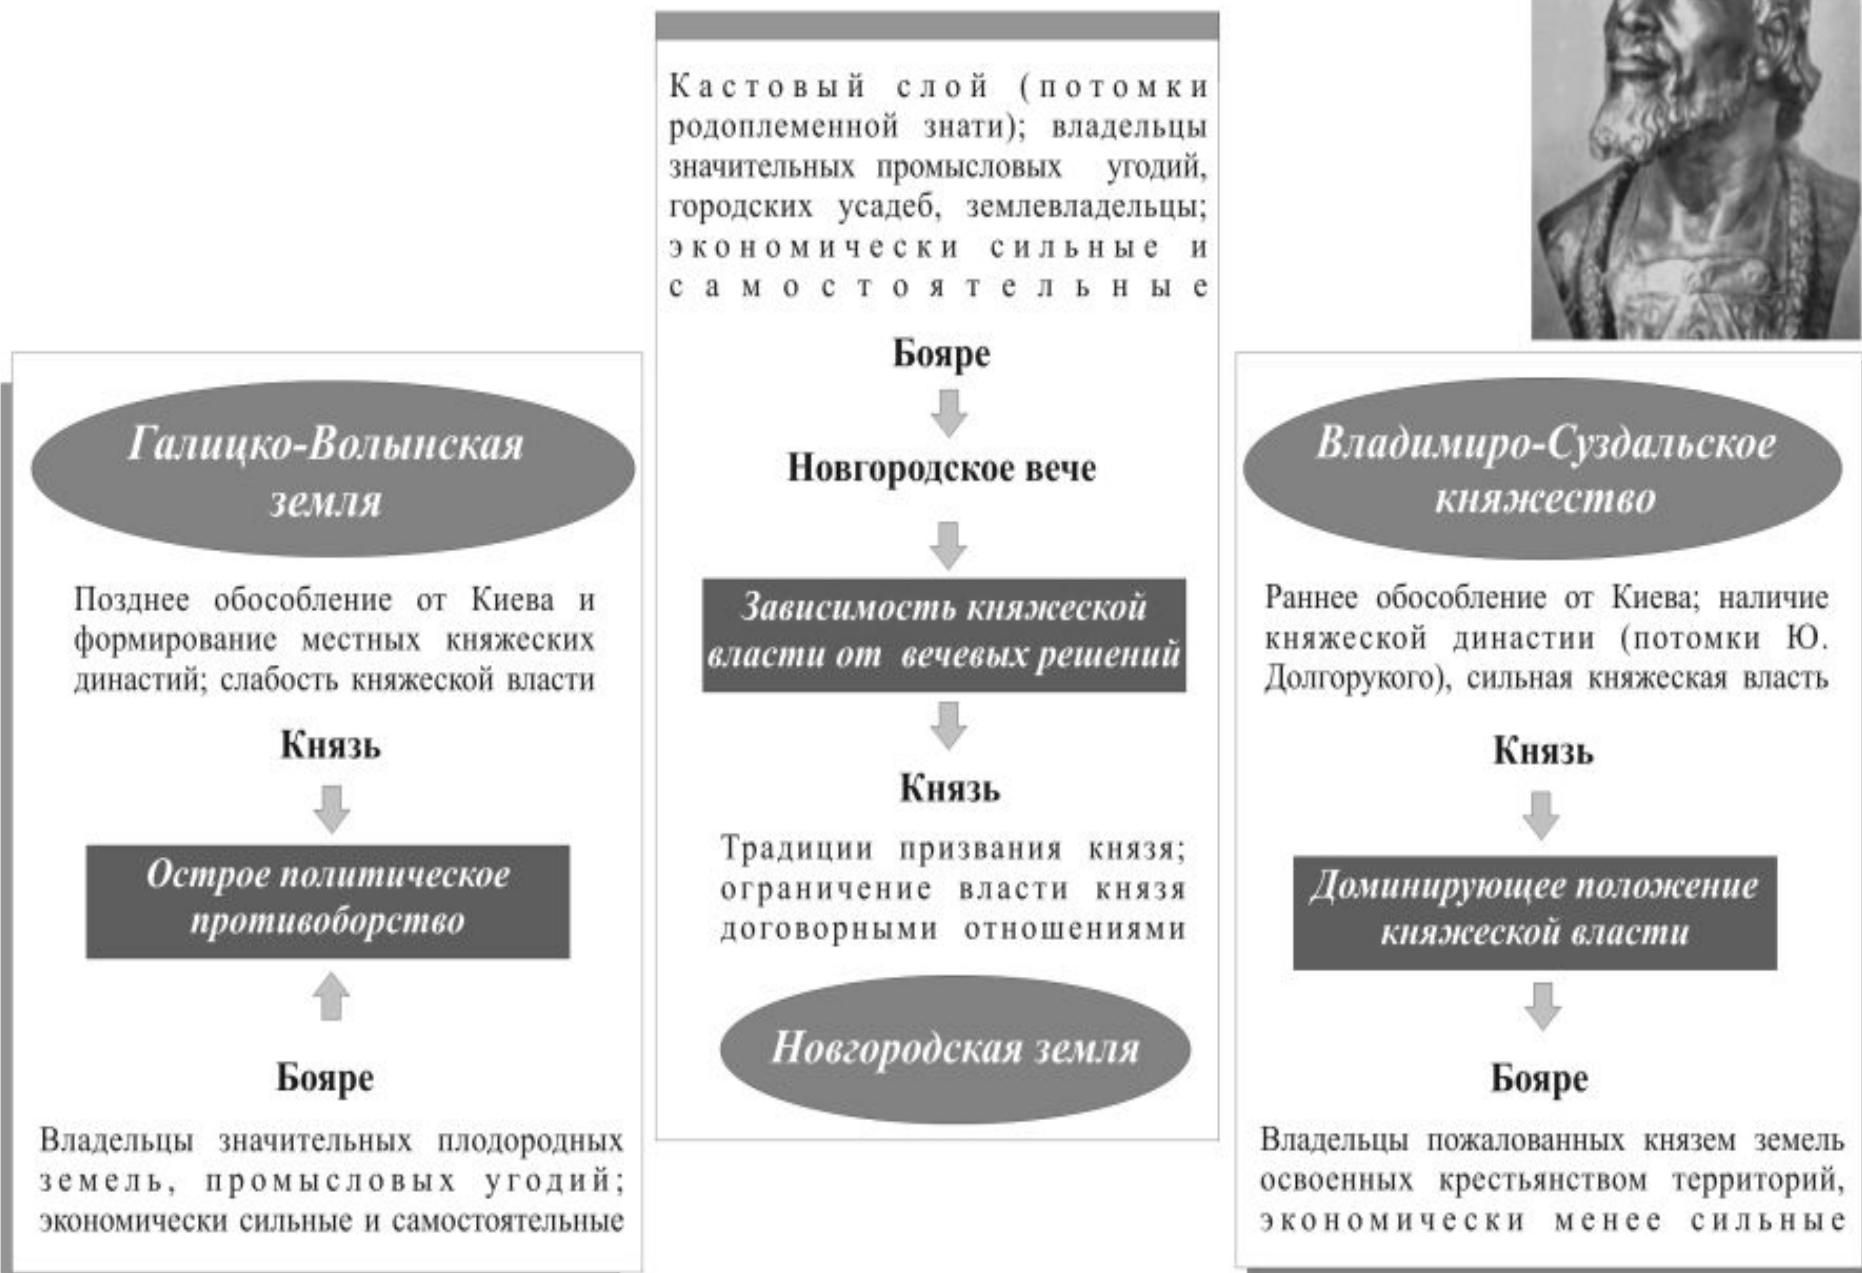 Галицко-Волынская
земля
Позднее обособление от Киева и
формирование местных княжеских
династий; слабость княжеской власти
Князь
Острое политическое
противоборство
Бояре
Владельцы значительных плодородных
земель, промысловых угодий;
экономически сильные и самостоятельные
Кастовый слой (потомки
родоплеменной знати); владельцы
значительных промысловых угодий,
городских усадеб, землевладельцы;
экономически сильные и
самостоятельные
Бояре
Новгородское вече
Зависимость княжеской
власти от вечевых решений
Князь
Традиции призвания князя;
ограничение власти князя
договорными отношениями
Новгородская земля
Владимиро-Суздальское
княжество
Раннее обособление от Киева; наличие
княжеской династии (потомки Ю.
Долгорукого), сильная княжеская власть
Князь
Доминирующее положение
княжеской власти
Бояре
Владельцы пожалованных князем земель
освоенных крестьянством территорий,
экономически менее сильные